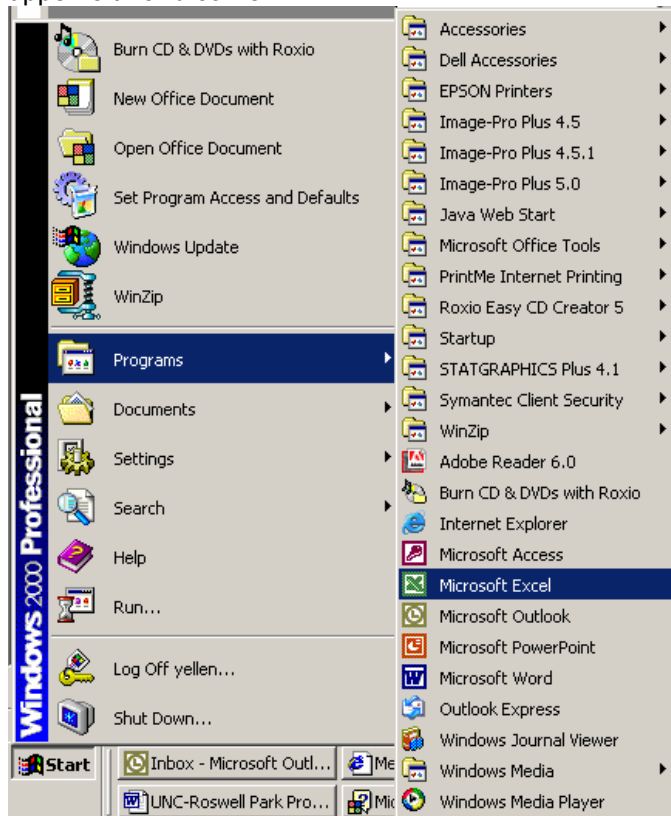 Burn CD & DVDs with Roxio
New Office Document
Open Office Document
Set Program Access and Defaults
Windows Update
WinZip
Programs
Documents
Settings
Search
Help
Run...
Log Off yellen...
Shut Down...
Windows 2000 Professional
Accessories
Dell Accessories
EPSON Printers
Image-Pro Plus 4.5
Image-Pro Plus 4.5.1
Image-Pro Plus 5.0
Java Web Start
Microsoft Office Tools
PrintMe Internet Printing
Roxio Easy CD Creator 5
Startup
STATGRAPHICS Plus 4.1
Symantec Client Security
WinZip
Adobe Reader 6.0
Burn CD & DVDs with Roxio
Internet Explorer
Microsoft Access
Microsoft Excel
Microsoft Outlook
Microsoft PowerPoint
Microsoft Word
Outlook Express
Windows Journal Viewer
Windows Media
Windows Media Player
Start
Inbox - Microsoft Outl...
Me
UNC-Roswell Park Pro...
Mic